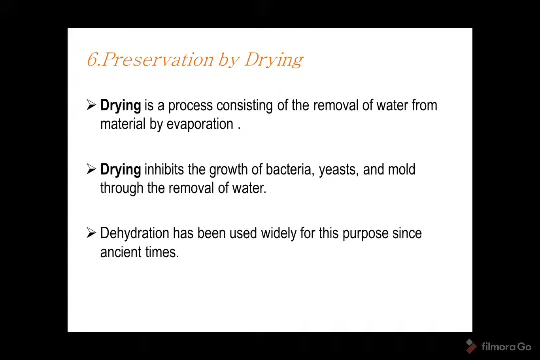 6.Preservation by Drying
➢ Drying is a process consisting of the removal of water from
material by evaporation .
➢ Drying inhibits the growth of bacteria, yeasts, and mold
through the removal of water.
➢ Dehydration has been used widely for this purpose since
ancient times.
filmora Go